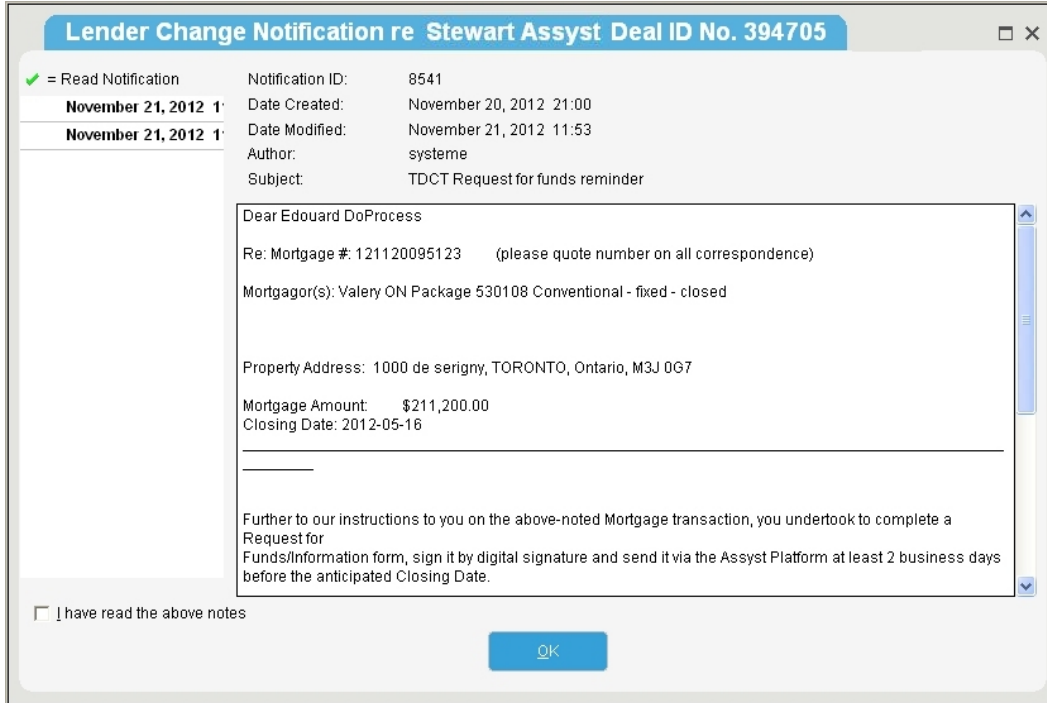 Lender Change Notification re Stewart Assyst Deal ID No. 394705
= Read Notification
November 21, 2012
November 21, 2012
Notification ID: 8541
Date Created: November 20, 2012 21:00
Date Modified: November 21, 2012 11:53
Author: systeme
Subject: TDCT Request for funds reminder
Dear Edouard DoProcess
Re: Mortgage #: 121120095123 (please quote number on all correspondence)
Mortgagor(s): Valery ON Package 530108 Conventional - fixed - closed
Property Address: 1000 de serigny, TORONTO, Ontario, M3J 0G7
Mortgage Amount: $211,200.00
Closing Date: 2012-05-16
Further to our instructions to you on the above-noted Mortgage transaction, you undertook to complete a
Request for
Funds/Information form, sign it by digital signature and send it via the Assyst Platform at least 2 business days
before the anticipated Closing Date.
I have read the above notes
OK